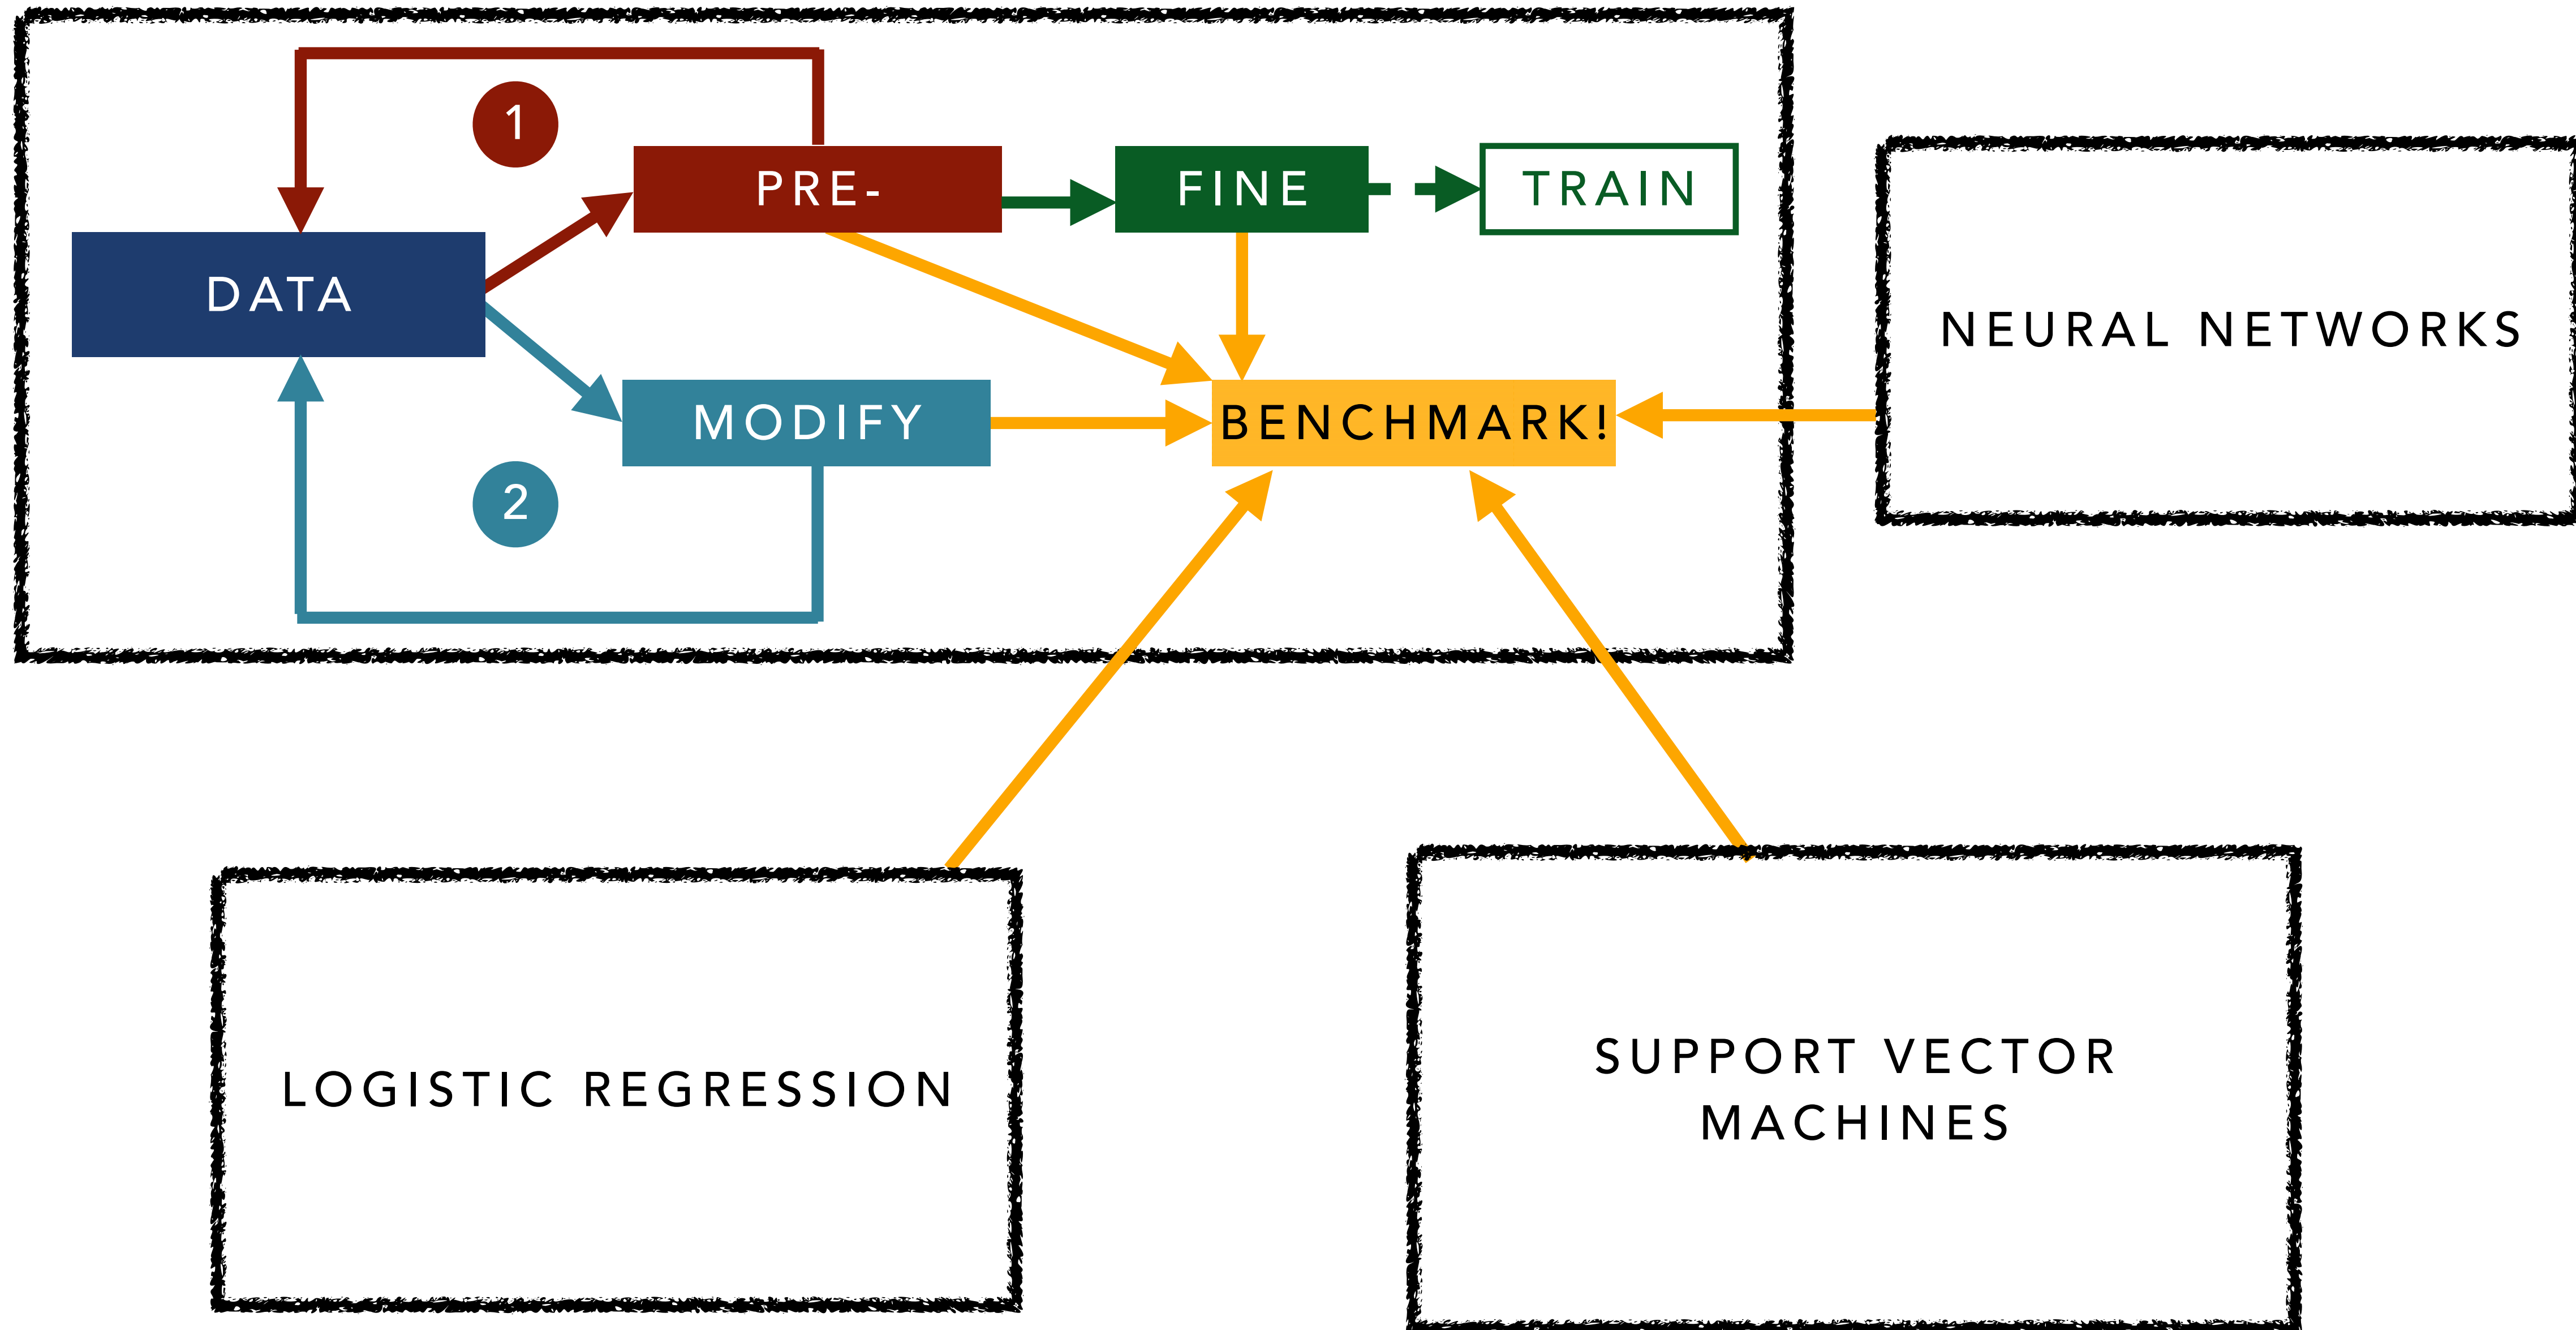 1
PRE-
FINE
TRAIN
DATA
NEURAL NETWORKS
MODIFY
BENCHMARK!
2
LOGISTIC REGRESSION
SUPPORT VECTOR
MACHINES